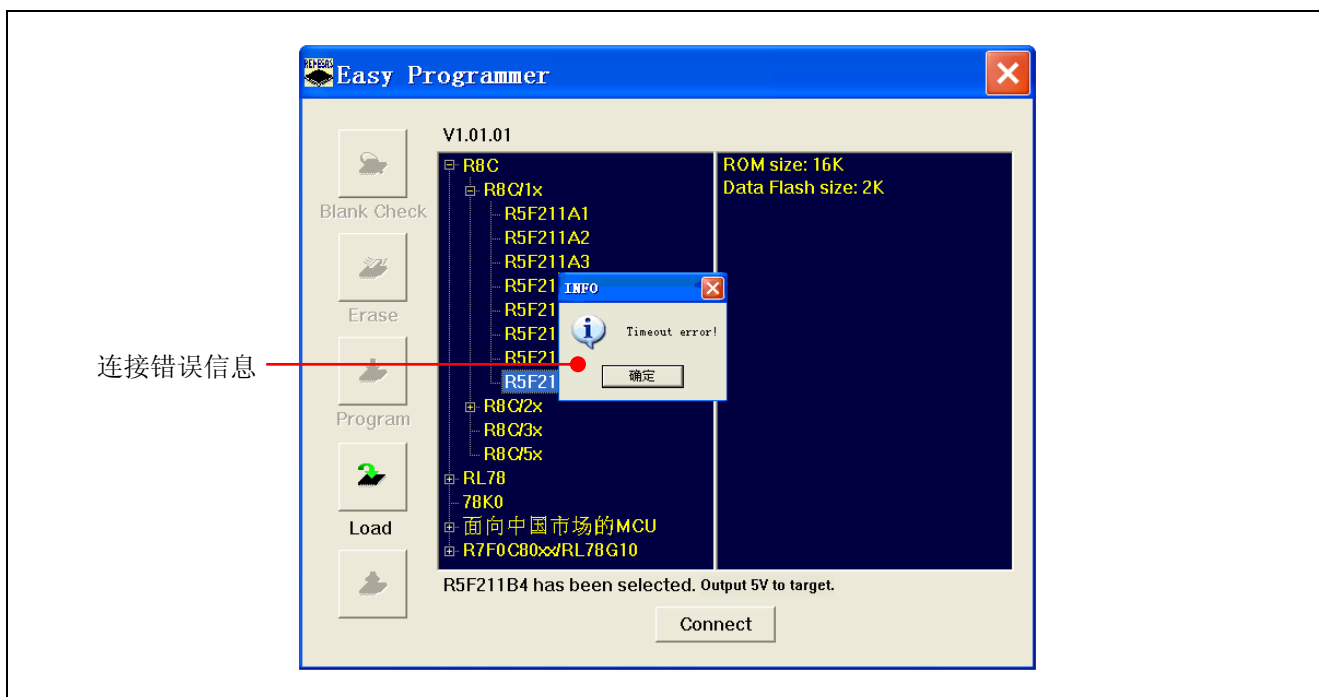 RENESAS
Easy Programmer
V1.01.01
Blank Check
Erase
Program
Load
R8C
R8C/1x
R5F211A1
R5F211A2
R5F211A3
R5F21
R5F21
R5F21
R5F21
R5F21
R8C/2x
R8C/3x
R8C/5x
RL78
78K0
面向中国市场的MCU
R7F0C80xx/RL78G10
ROM size: 16K
Data Flash size: 2K
INFO
Timeout error!
确定
连接错误信息
R5F211B4 has been selected. Output 5V to target.
Connect